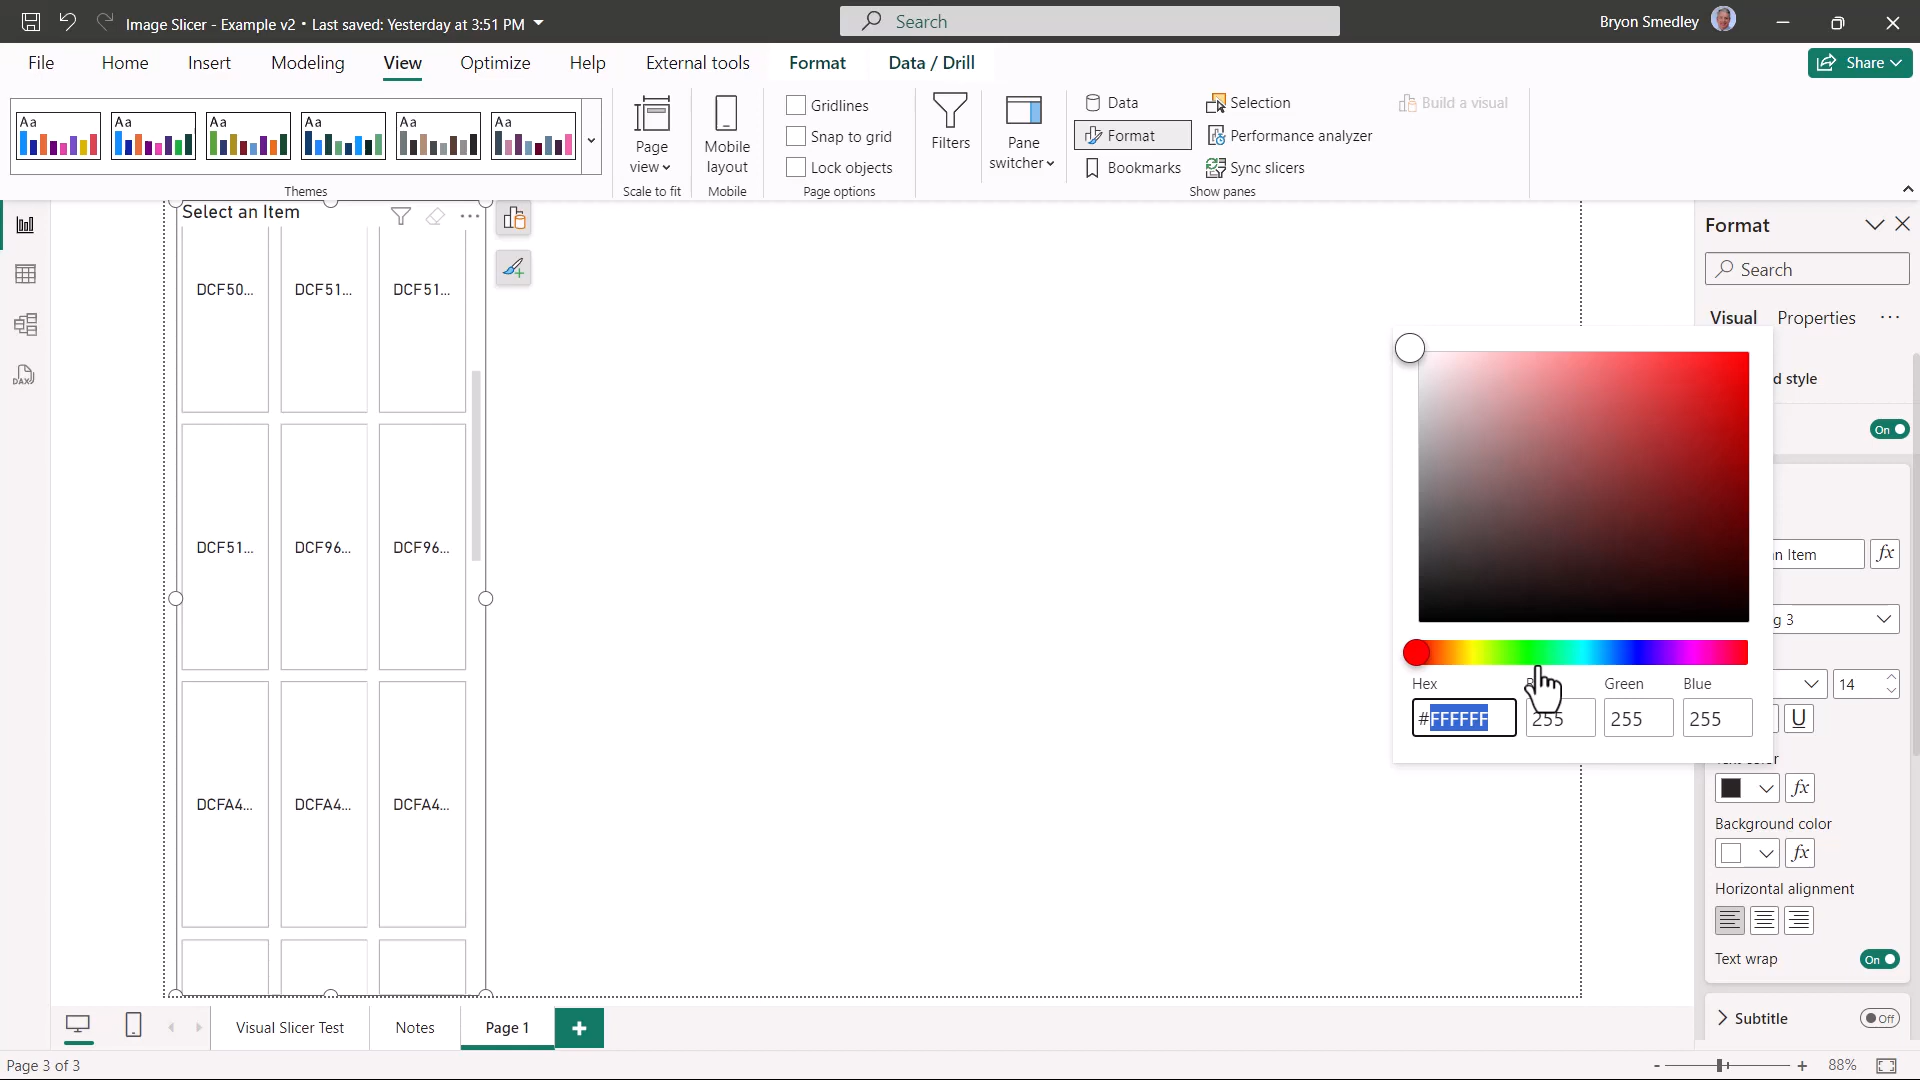 Image Slicer - Example v2 • Last saved: Yesterday at 3:51 PM
Search
Bryon Smedley
File
Home
Insert
Modeling
View
Optimize
Help
External tools
Format
Data / Drill
Share
Aa
Aa
Aa
Aa
Aa
Aa
Themes
Page
view
Scale to fit
Mobile
layout
Mobile
Gridlines
Snap to grid
Lock objects
Page options
Filters
Pane
switcher
Data
Format
Bookmarks
Selection
Performance analyzer
Sync slicers
Show panes
Build a visual
DAX
Select an Item
DCF50...
DCF51...
DCF51...
DCF51...
DCF96...
DCF96...
DCFA4...
DCFA4...
DCFA4...
Hex
Green
Blue
#FFFFFF
255
255
255
Format
Search
Visual
Properties
d style
On
n Item
fx
g 3
14
U
fx
Background color
fx
Horizontal alignment
Text wrap
On
Subtitle
Off
Visual Slicer Test
Notes
Page 1
Page 3 of 3
88%